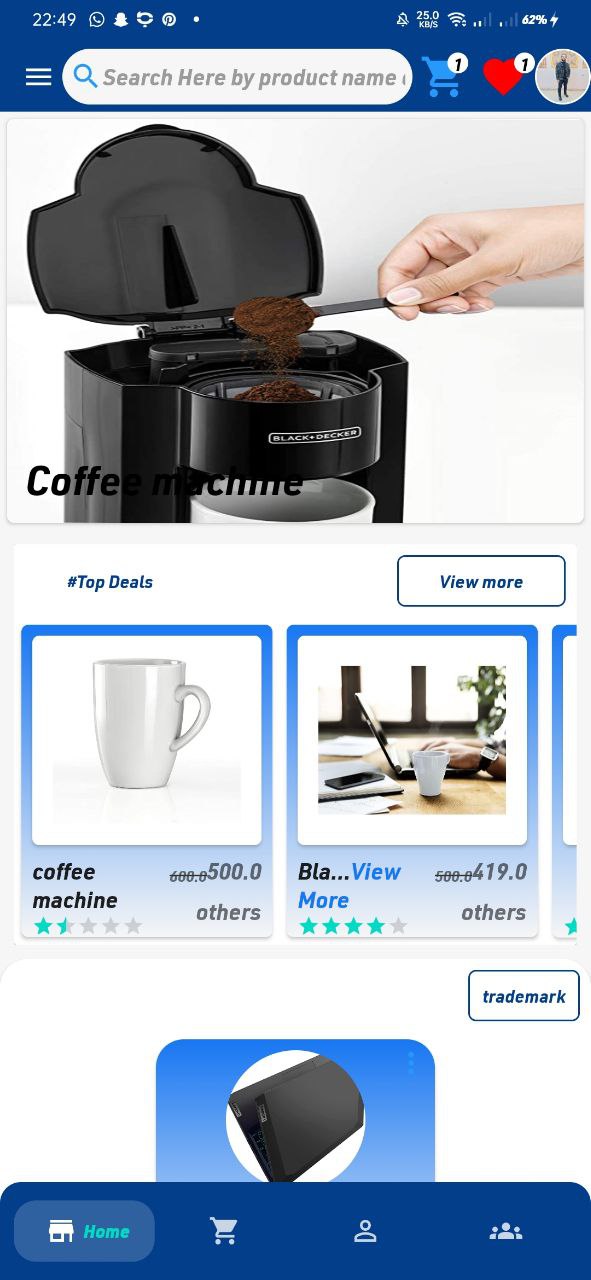 22:49
25.0
KB/S
62%
Search Here by product name
1
1
BLACK+DECKER
Coffee machine
#Top Deals
View more
coffee
machine
600.0 500.0
others
Bla...View
More
500.0 419.0
others
trademark
Home